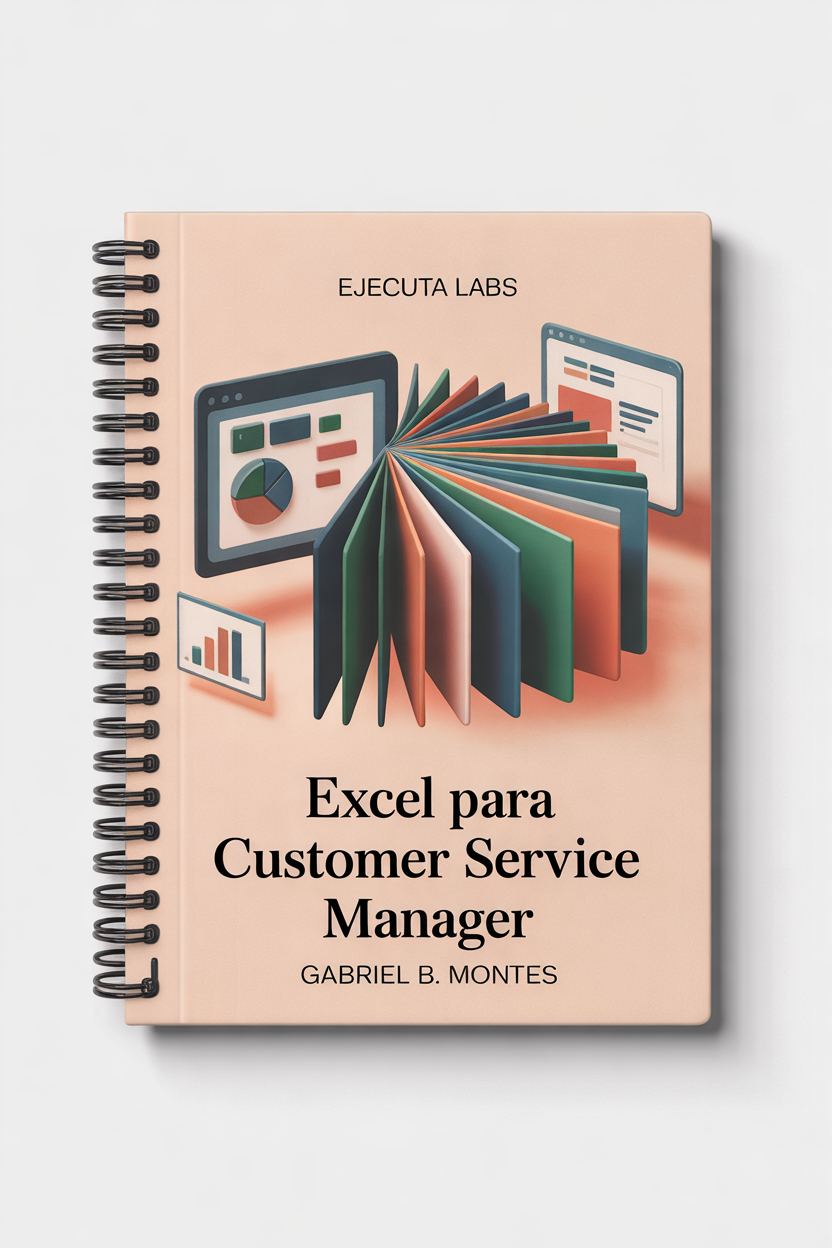 EJECUTA LABS
Excel para
Customer Service
Manager
GABRIEL B. MONTES